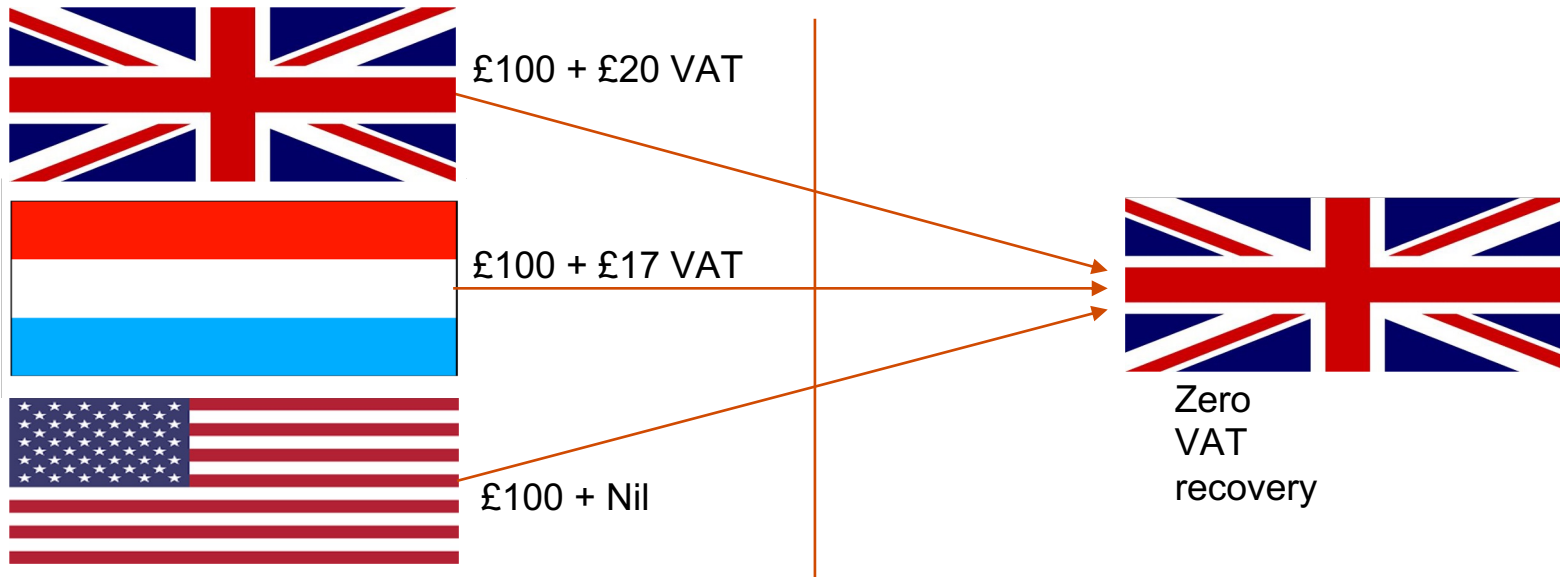 £100 + £20 VAT
£100 + £17 VAT
£100 + Nil
Zero
VAT
recovery